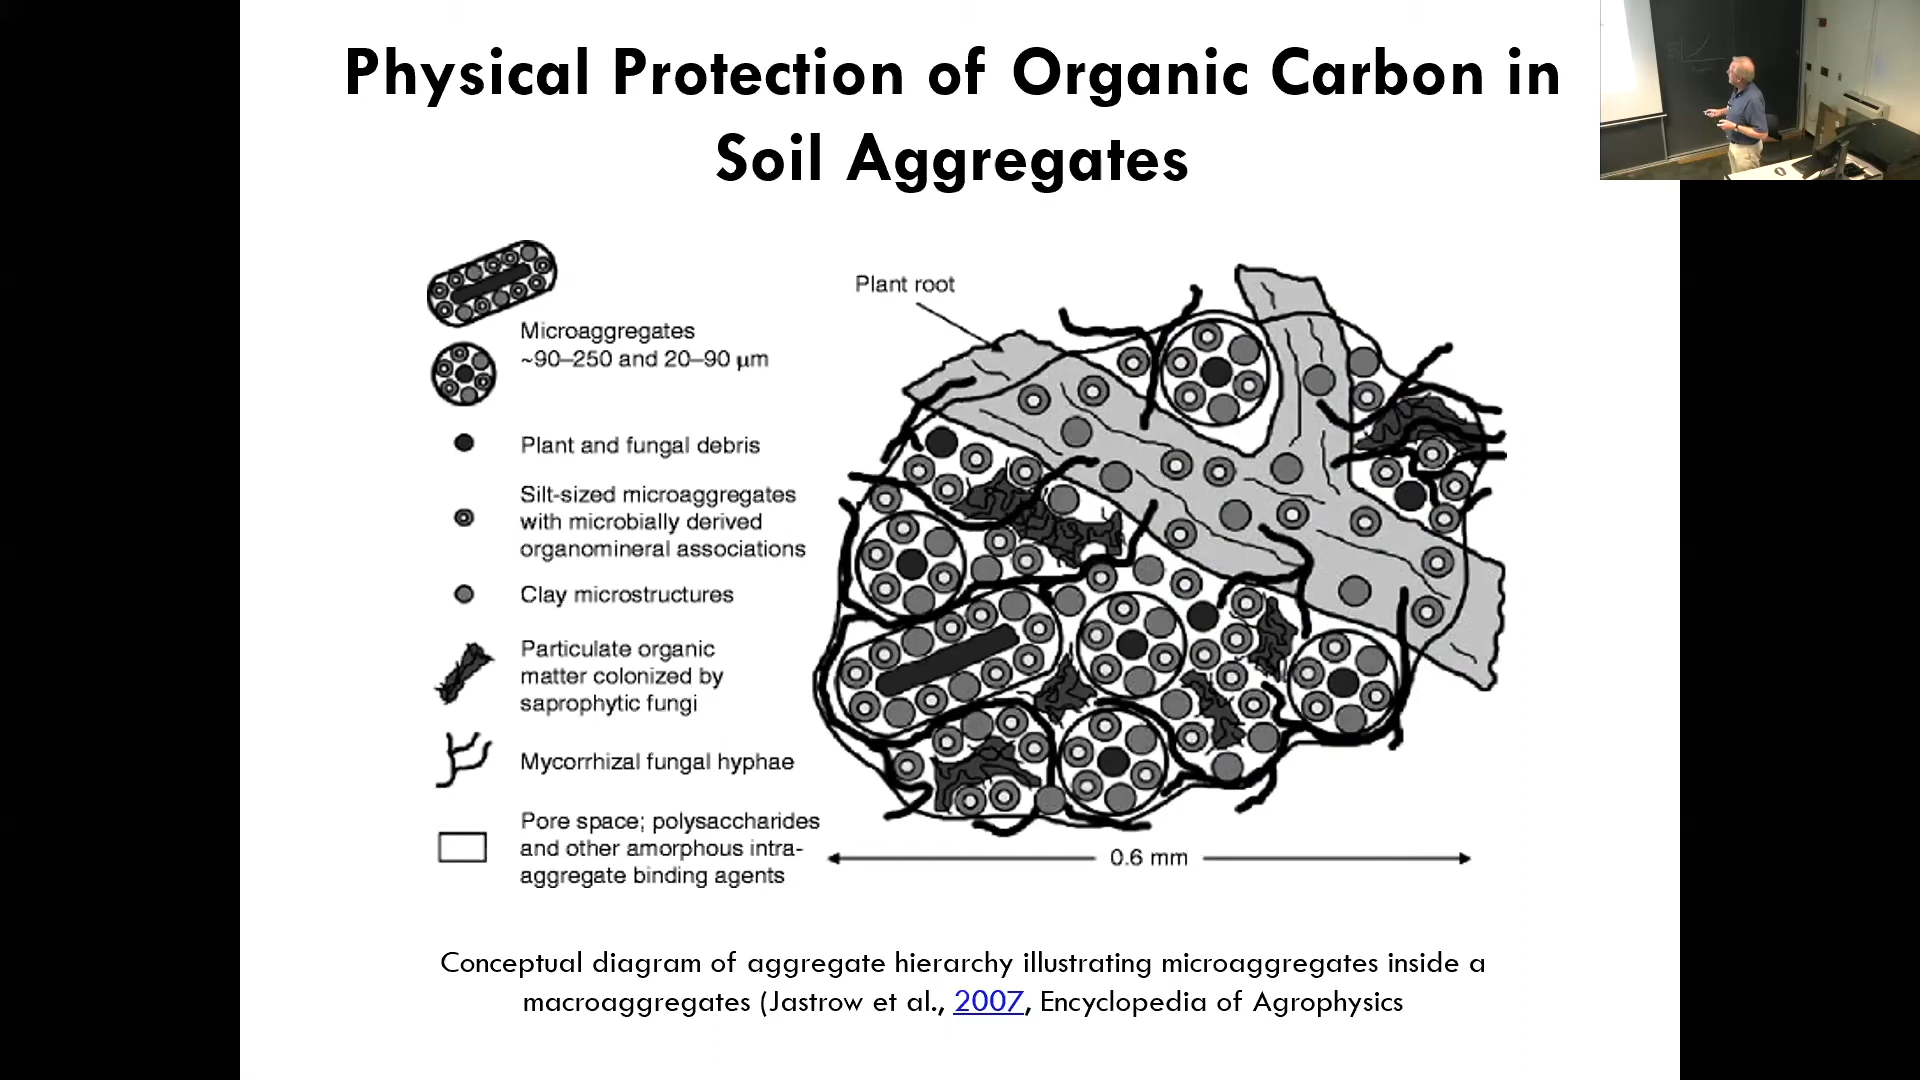 Physical Protection of Organic Carbon in
Soil Aggregates
Plant root
Microaggregates
~90–250 and 20–90 μm
Plant and fungal debris
Silt-sized microaggregates
with microbially derived
organomineral associations
Clay microstructures
Particulate organic
matter colonized by
saprophytic fungi
Mycorrhizal fungal hyphae
Pore space; polysaccharides
and other amorphous intra-
aggregate binding agents
0.6 mm
Conceptual diagram of aggregate hierarchy illustrating microaggregates inside a
macroaggregates (Jastrow et al., 2007, Encyclopedia of Agrophysics